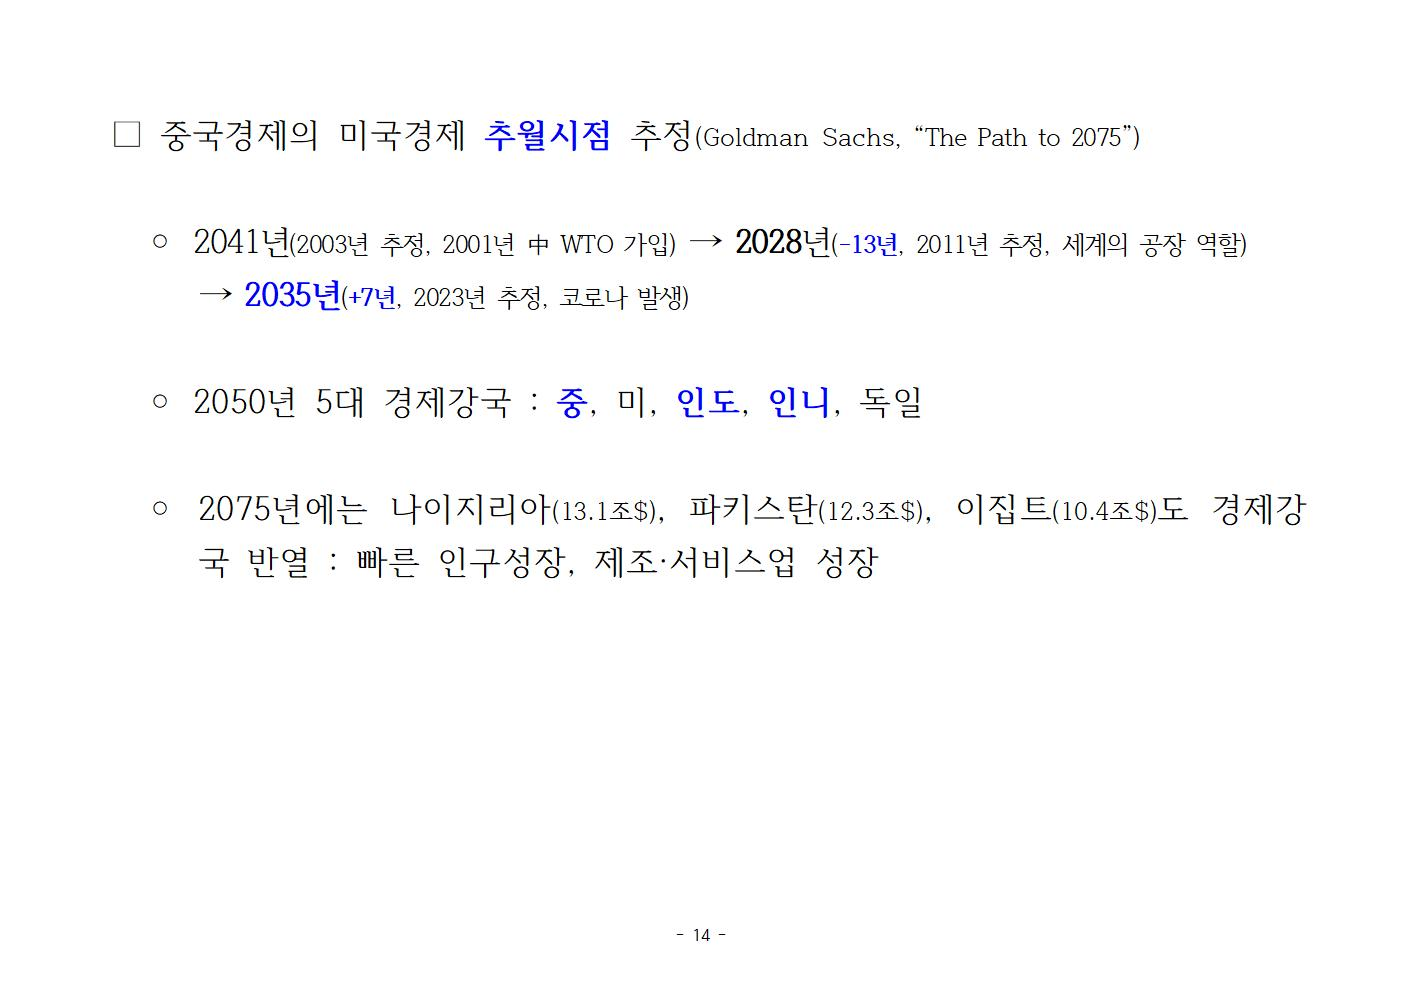 □ 중국경제의 미국경제 추월시점 추정(Goldman Sachs, “The Path to 2075”)
○ 2041년(2003년 추정, 2001년 中 WTO 가입) → 2028년(-13년, 2011년 추정, 세계의 공장 역할)
→ 2035년(+7년, 2023년 추정, 코로나 발생)
○ 2050년 5대 경제강국 : 중, 미, 인도, 인니, 독일
○ 2075년에는 나이지리아(13.1조$), 파키스탄(12.3조$), 이집트(10.4조$)도 경제강
국 반열 : 빠른 인구성장, 제조·서비스업 성장
- 14 -